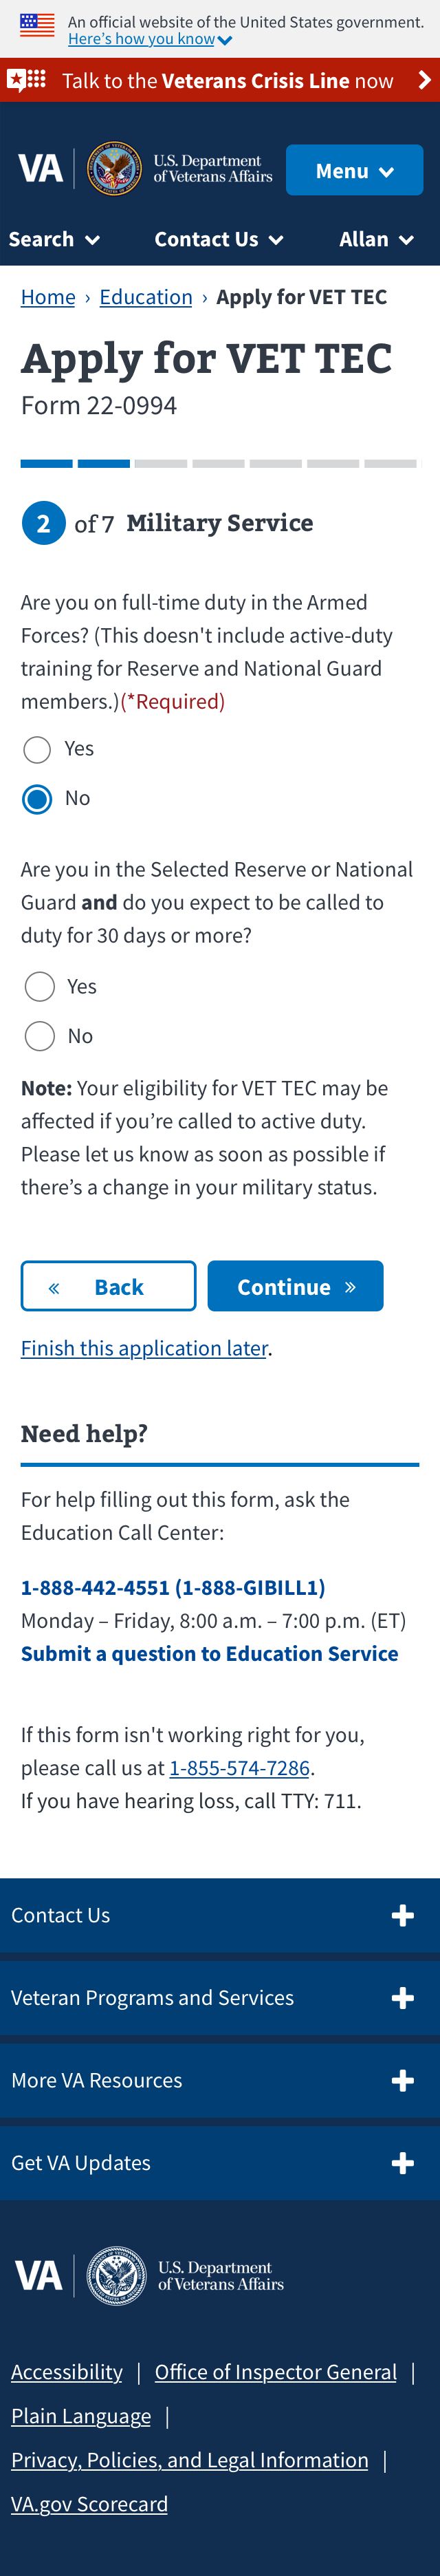 An official website of the United States government.
Here’s how you know
Talk to the Veterans Crisis Line now
VA
U.S. Department
of Veterans Affairs
Menu
Search
Contact Us
Allan
Home › Education › Apply for VET TEC
Apply for VET TEC
Form 22-0994
2 of 7 Military Service
Are you on full-time duty in the Armed
Forces? (This doesn't include active-duty
training for Reserve and National Guard
members.)(*Required)
Yes
No
Are you in the Selected Reserve or National
Guard and do you expect to be called to
duty for 30 days or more?
Yes
No
Note: Your eligibility for VET TEC may be
affected if you’re called to active duty.
Please let us know as soon as possible if
there’s a change in your military status.
« Back
Continue »
Finish this application later.
Need help?
For help filling out this form, ask the
Education Call Center:
1-888-442-4551 (1-888-GIBILL1)
Monday – Friday, 8:00 a.m. – 7:00 p.m. (ET)
Submit a question to Education Service
If this form isn't working right for you,
please call us at 1-855-574-7286.
If you have hearing loss, call TTY: 711.
Contact Us
Veteran Programs and Services
More VA Resources
Get VA Updates
VA
U.S. Department
of Veterans Affairs
Accessibility | Office of Inspector General |
Plain Language |
Privacy, Policies, and Legal Information |
VA.gov Scorecard